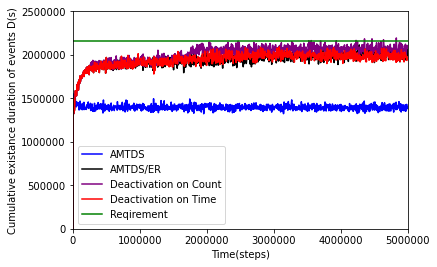 Cumulative existance duration of events D(s)
2500000
2000000
1500000
1000000
500000
0
AMTDS
AMTDS/ER
Deactivation on Count
Deactivation on Time
Reqirement
0 1000000 2000000 3000000 4000000 5000000
Time(steps)